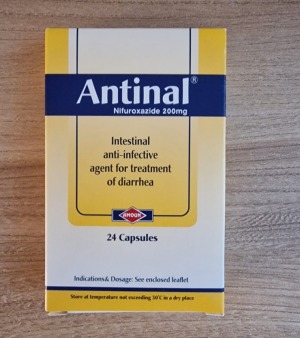 Antinal®
Nifuroxazide 200mg
Intestinal
anti-infective
agent for treatment
of diarrhea
AMOUN
24 Capsules
Indications& Dosage: See enclosed leaflet
Store at temperature not exceeding 30°C in a dry place